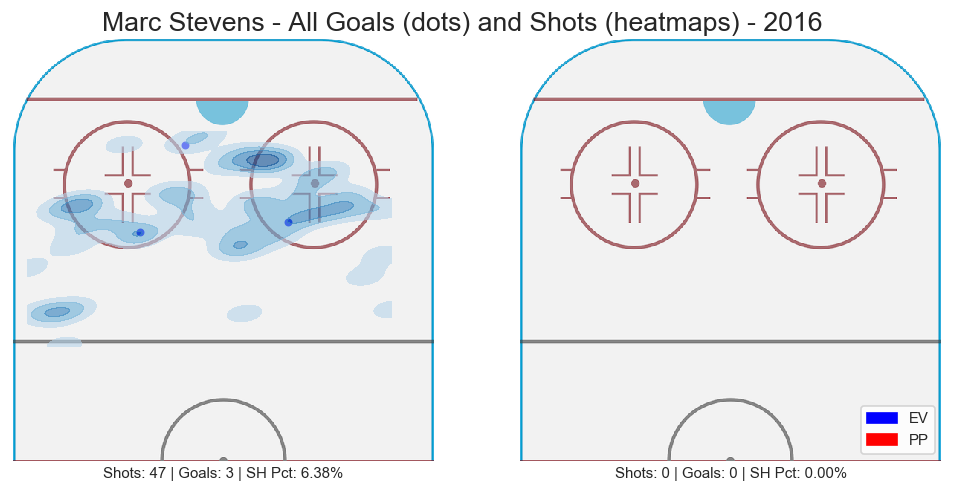 Marc Stevens - All Goals (dots) and Shots (heatmaps) - 2016
EV
PP
Shots: 47 | Goals: 3 | SH Pct: 6.38%
Shots: 0 | Goals: 0 | SH Pct: 0.00%